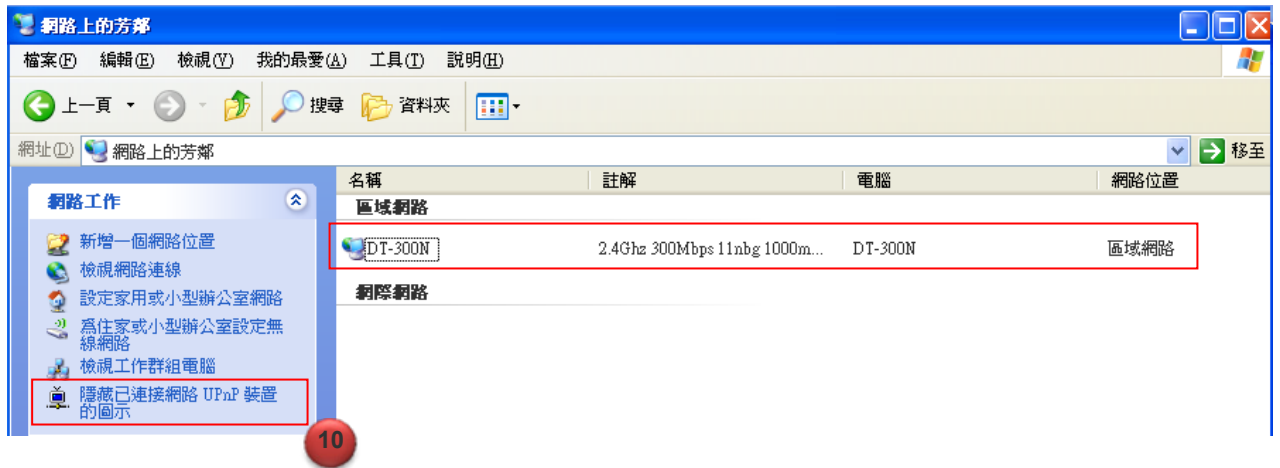 網路上的芳鄰
檔案(F) 編輯(E) 檢視(V) 我的最愛(A) 工具(T) 說明(H)
上一頁 搜尋 資料夾
網址(D) 網路上的芳鄰 移至
名稱 註解 電腦 網路位置
網路工作
區域網路
新增一個網路位置
DT-300N 2.4Ghz 300Mbps 11nbg 1000m... DT-300N 區域網路
檢視網路連線
設定家用或小型辦公室網路
網際網路
為住家或小型辦公室設定無
線網路
檢視工作群組電腦
隱藏已連接網路 UPnP 裝置
的圖示
10